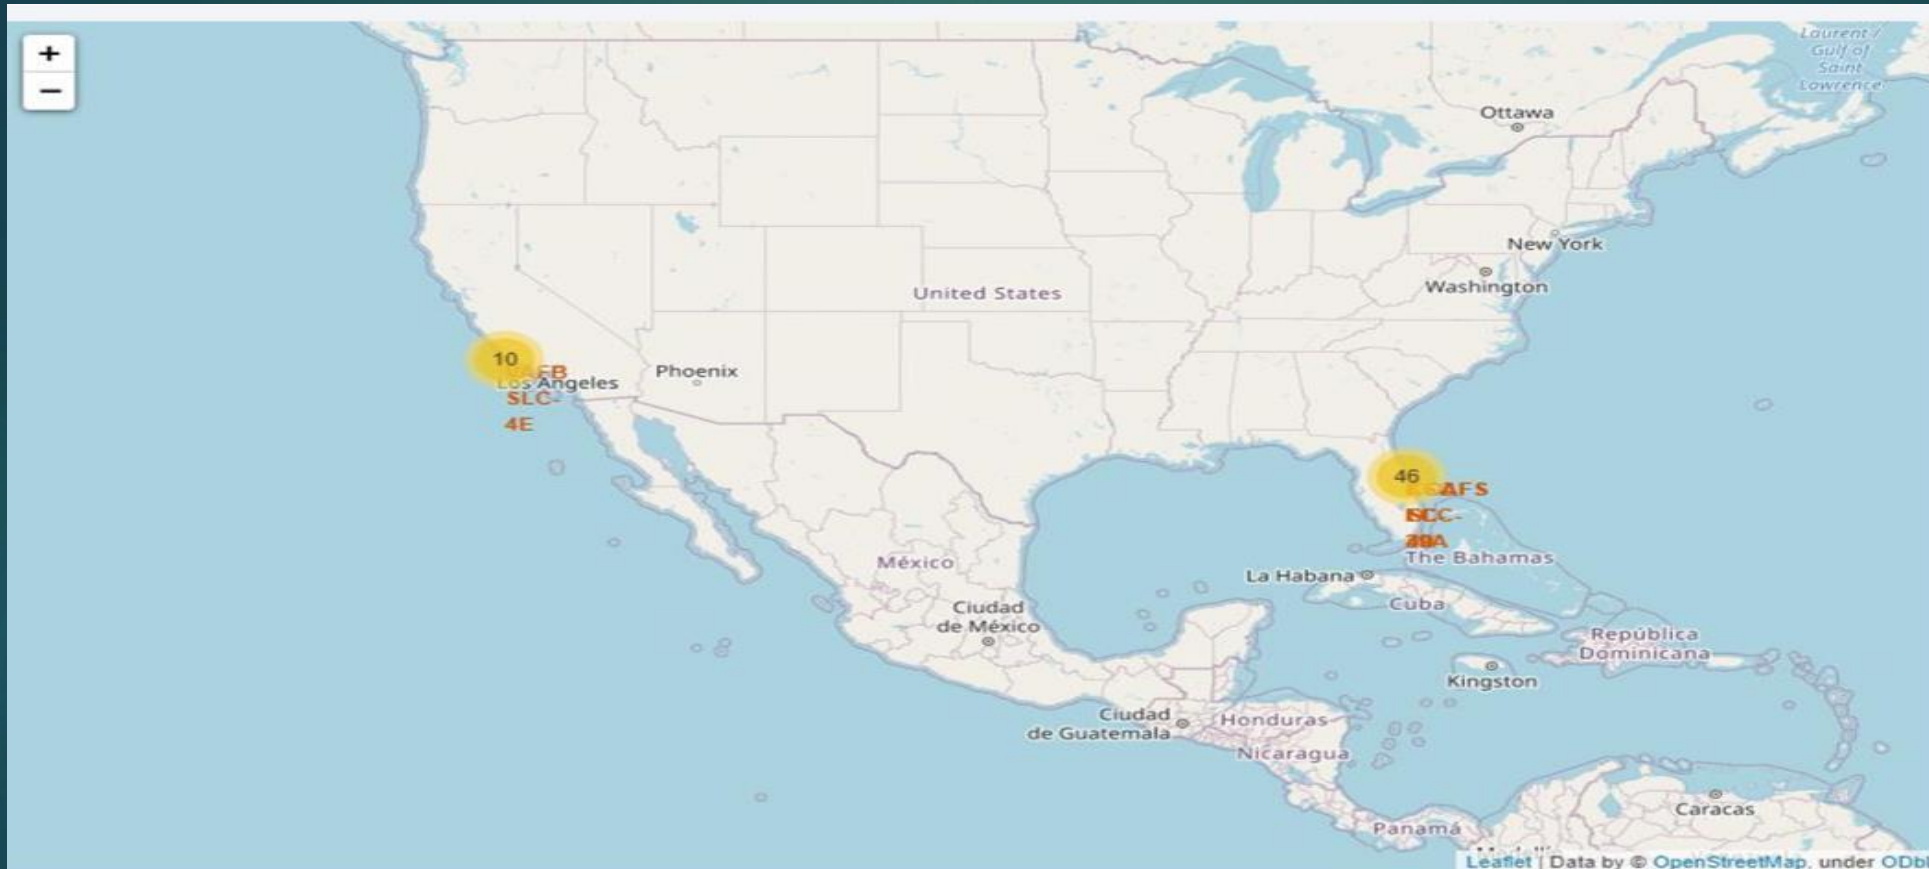 +
−
Laurent /
Gulf of
Saint
Lawrence
Ottawa
New York
Washington
United States
10
VAFB
Los Angeles
SLC-
4E
Phoenix
46
The Bahamas
La Habana
Cuba
México
Ciudad
de México
República
Dominicana
Kingston
Ciudad
de Guatemala
Honduras
Nicaragua
Caracas
Panamá
Leaflet | Data by © OpenStreetMap, under ODbL